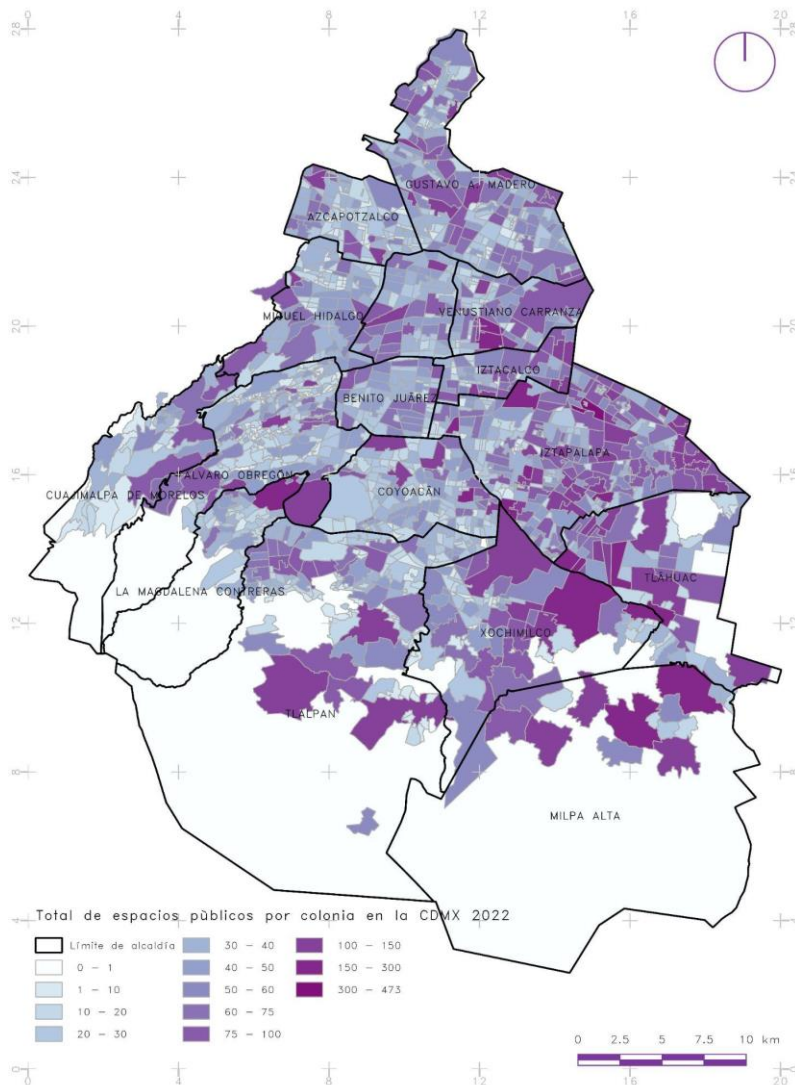 0 4 8 12 16 20
28
24
20
16
12
8
4
GUSTAVO A. MADERO
AZCAPOTZALCO
MIGUEL HIDALGO
VENUSTIANO CARRANZA
IZTACALCO
BENITO JUÁREZ
IZTAPALAPA
ÁLVARO OBREGÓN
COYOACÁN
CUAJIMALPA DE MORELOS
TLÁHUAC
LA MAGDALENA CONTRERAS
XOCHIMILCO
TLALPAN
MILPA ALTA
Total de espacios públicos por colonia en la CDMX 2022
Límite de alcaldía
0 - 1
1 - 10
10 - 20
20 - 30
30 - 40
40 - 50
50 - 60
60 - 75
75 - 100
100 - 150
150 - 300
300 - 473
0 2.5 5 7.5 10 km
0 4 8 12 16 20